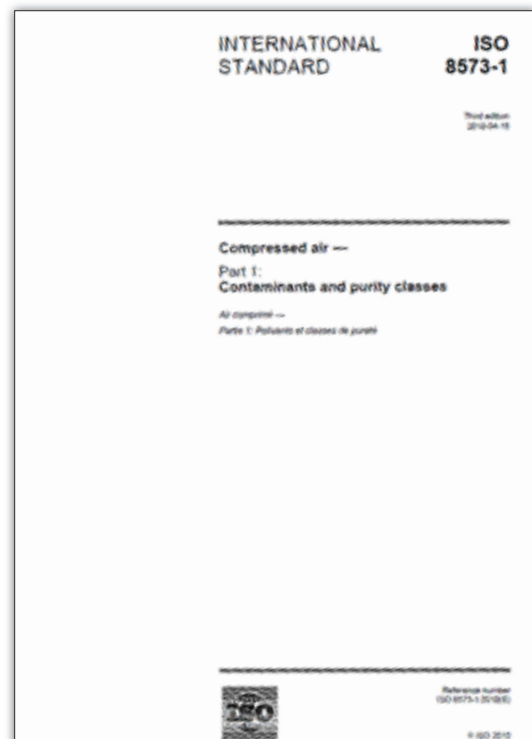 INTERNATIONAL
STANDARD
ISO
8573-1
Third edition
2010-04-15
Compressed air —
Part 1:
Contaminants and purity classes
Air comprimé —
Partie 1: Polluants et classes de pureté
ISO
Reference number
ISO 8573-1:2010(E)
© ISO 2010